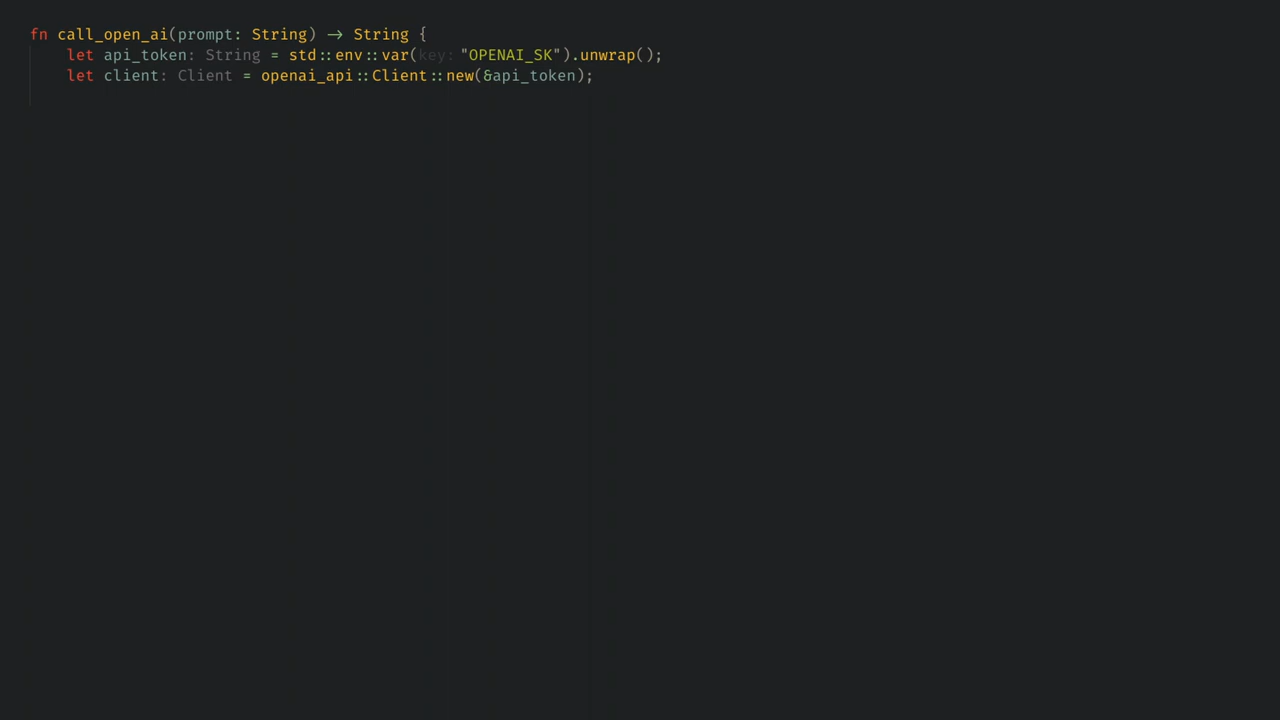 fn call_open_ai(prompt: String) -> String {
let api_token: String = std::env::var(key: "OPENAI_SK").unwrap();
let client: Client = openai_api::Client::new(&api_token);